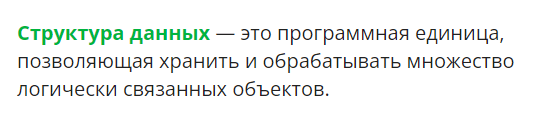 Структура данных — это программная единица,
позволяющая хранить и обрабатывать множество
логически связанных объектов.